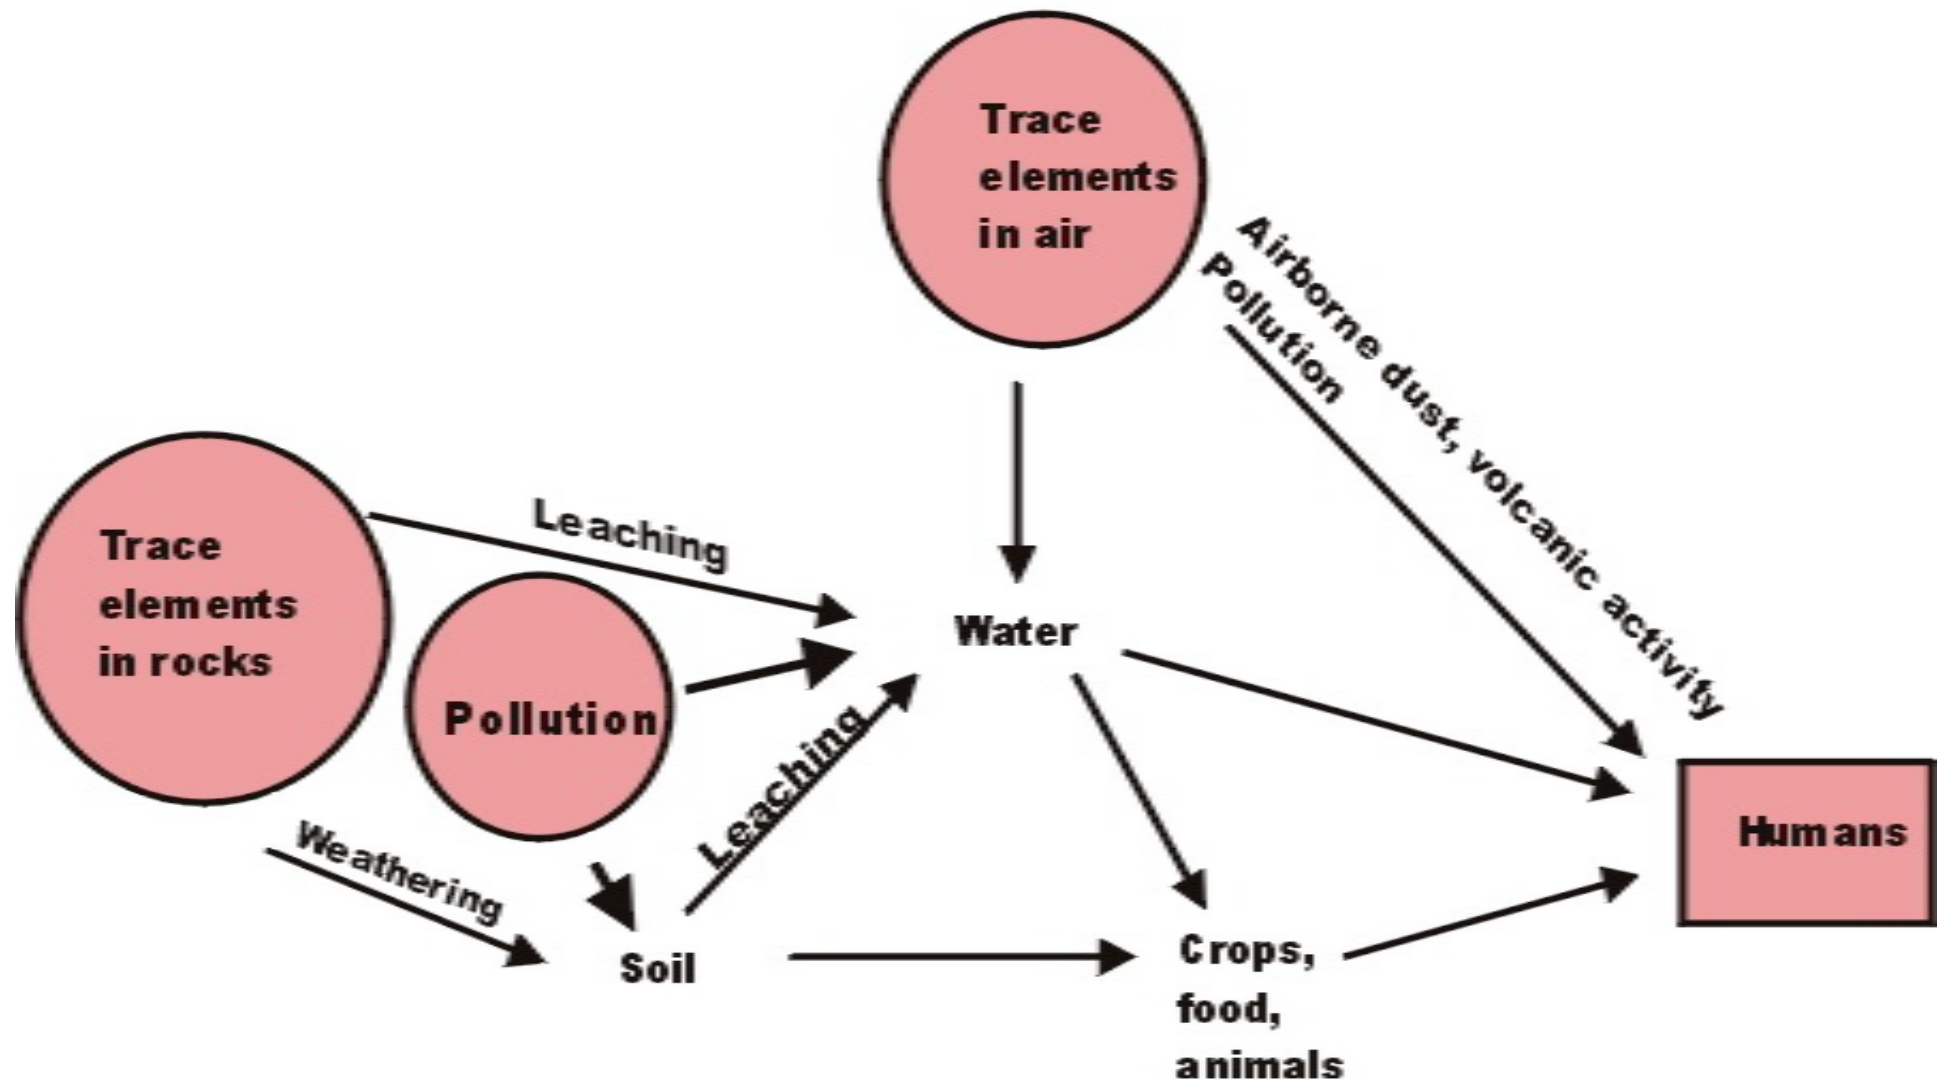 Trace
elements
in air
Airborne dust, volcanic activity
Pollution
Trace
elements
in rocks
Leaching
Pollution
Water
Leaching
Weathering
Humans
Soil
Crops,
food,
animals